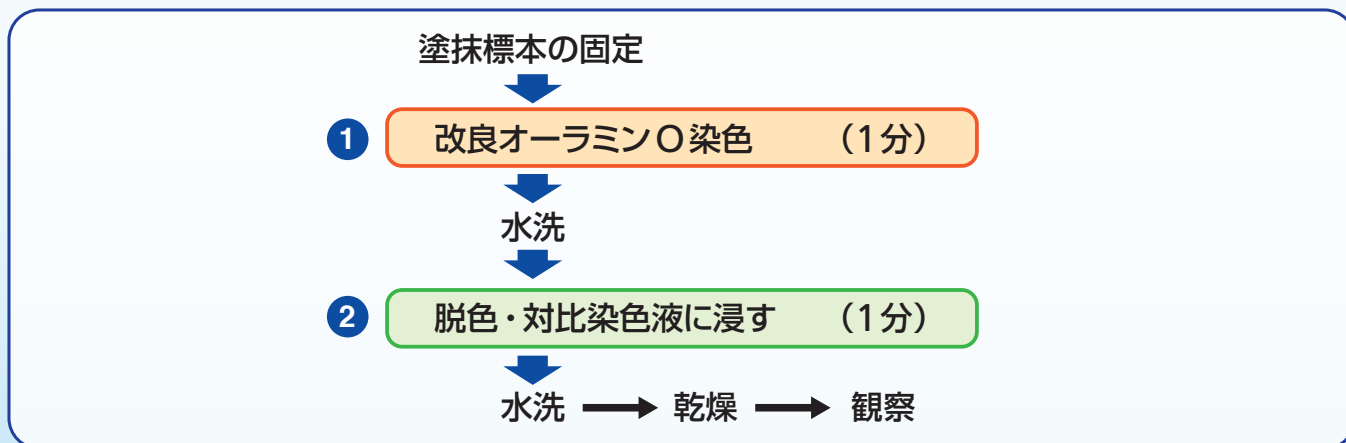 塗抹標本の固定
1 改良オーラミンO染色 （1分）
水洗
2 脱色・対比染色液に浸す （1分）
水洗 → 乾燥 → 観察